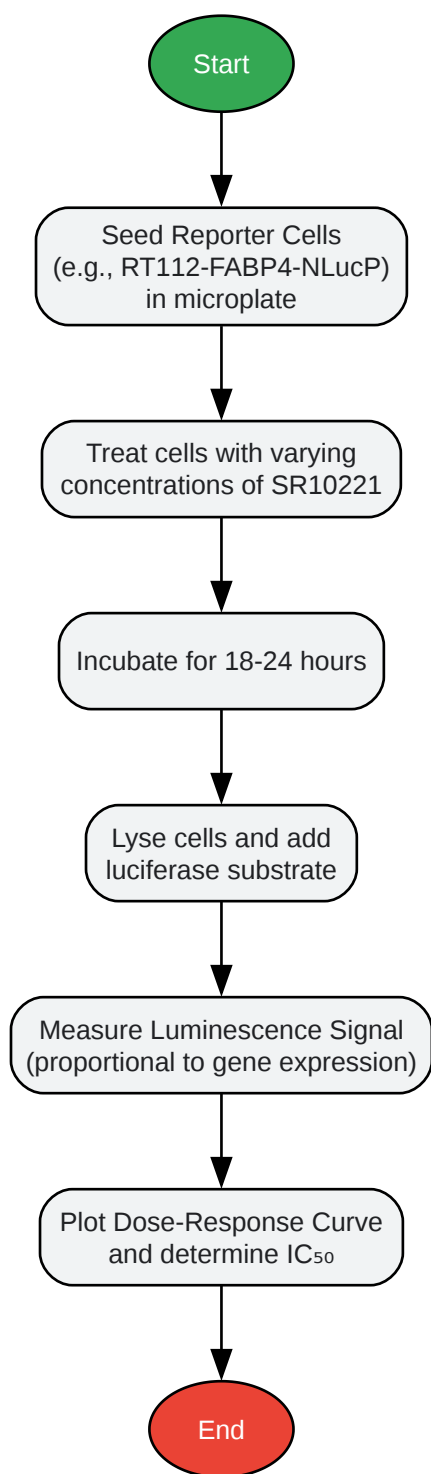 Start
Seed Reporter Cells
(e.g., RT112-FABP4-NLucP)
in microplate
Treat cells with varying
concentrations of SR10221
Incubate for 18-24 hours
Lyse cells and add
luciferase substrate
Measure Luminescence Signal
(proportional to gene expression)
Plot Dose-Response Curve
and determine IC₅₀
End